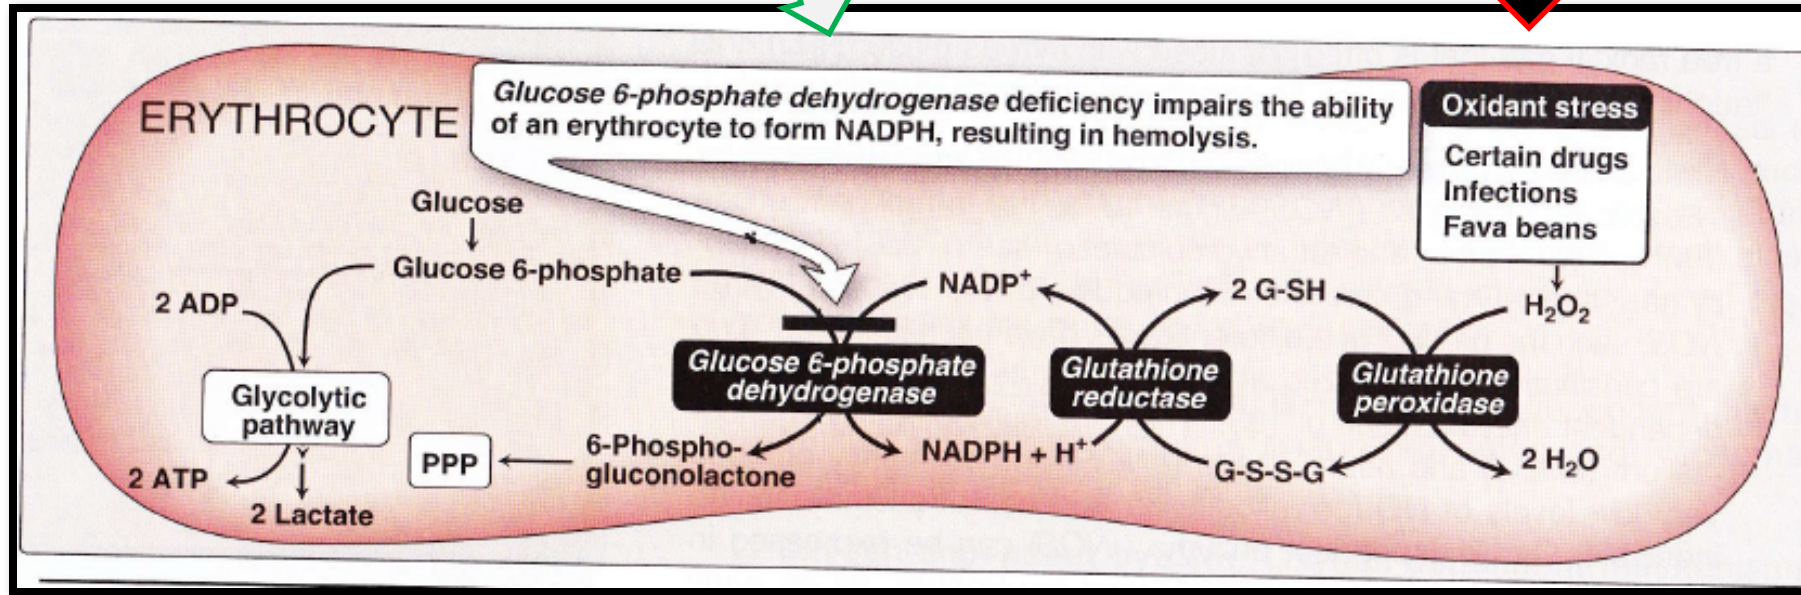 ERYTHROCYTE
Glucose 6-phosphate dehydrogenase deficiency impairs the ability
of an erythrocyte to form NADPH, resulting in hemolysis.
Oxidant stress
Certain drugs
Infections
Fava beans
Glucose
Glucose 6-phosphate
NADP⁺
2 G-SH
H₂O₂
2 ADP
Glycolytic
pathway
Glucose 6-phosphate
dehydrogenase
Glutathione
reductase
Glutathione
peroxidase
2 ATP
2 Lactate
PPP
6-Phospho-
gluconolactone
NADPH + H⁺
G-S-S-G
2 H₂O